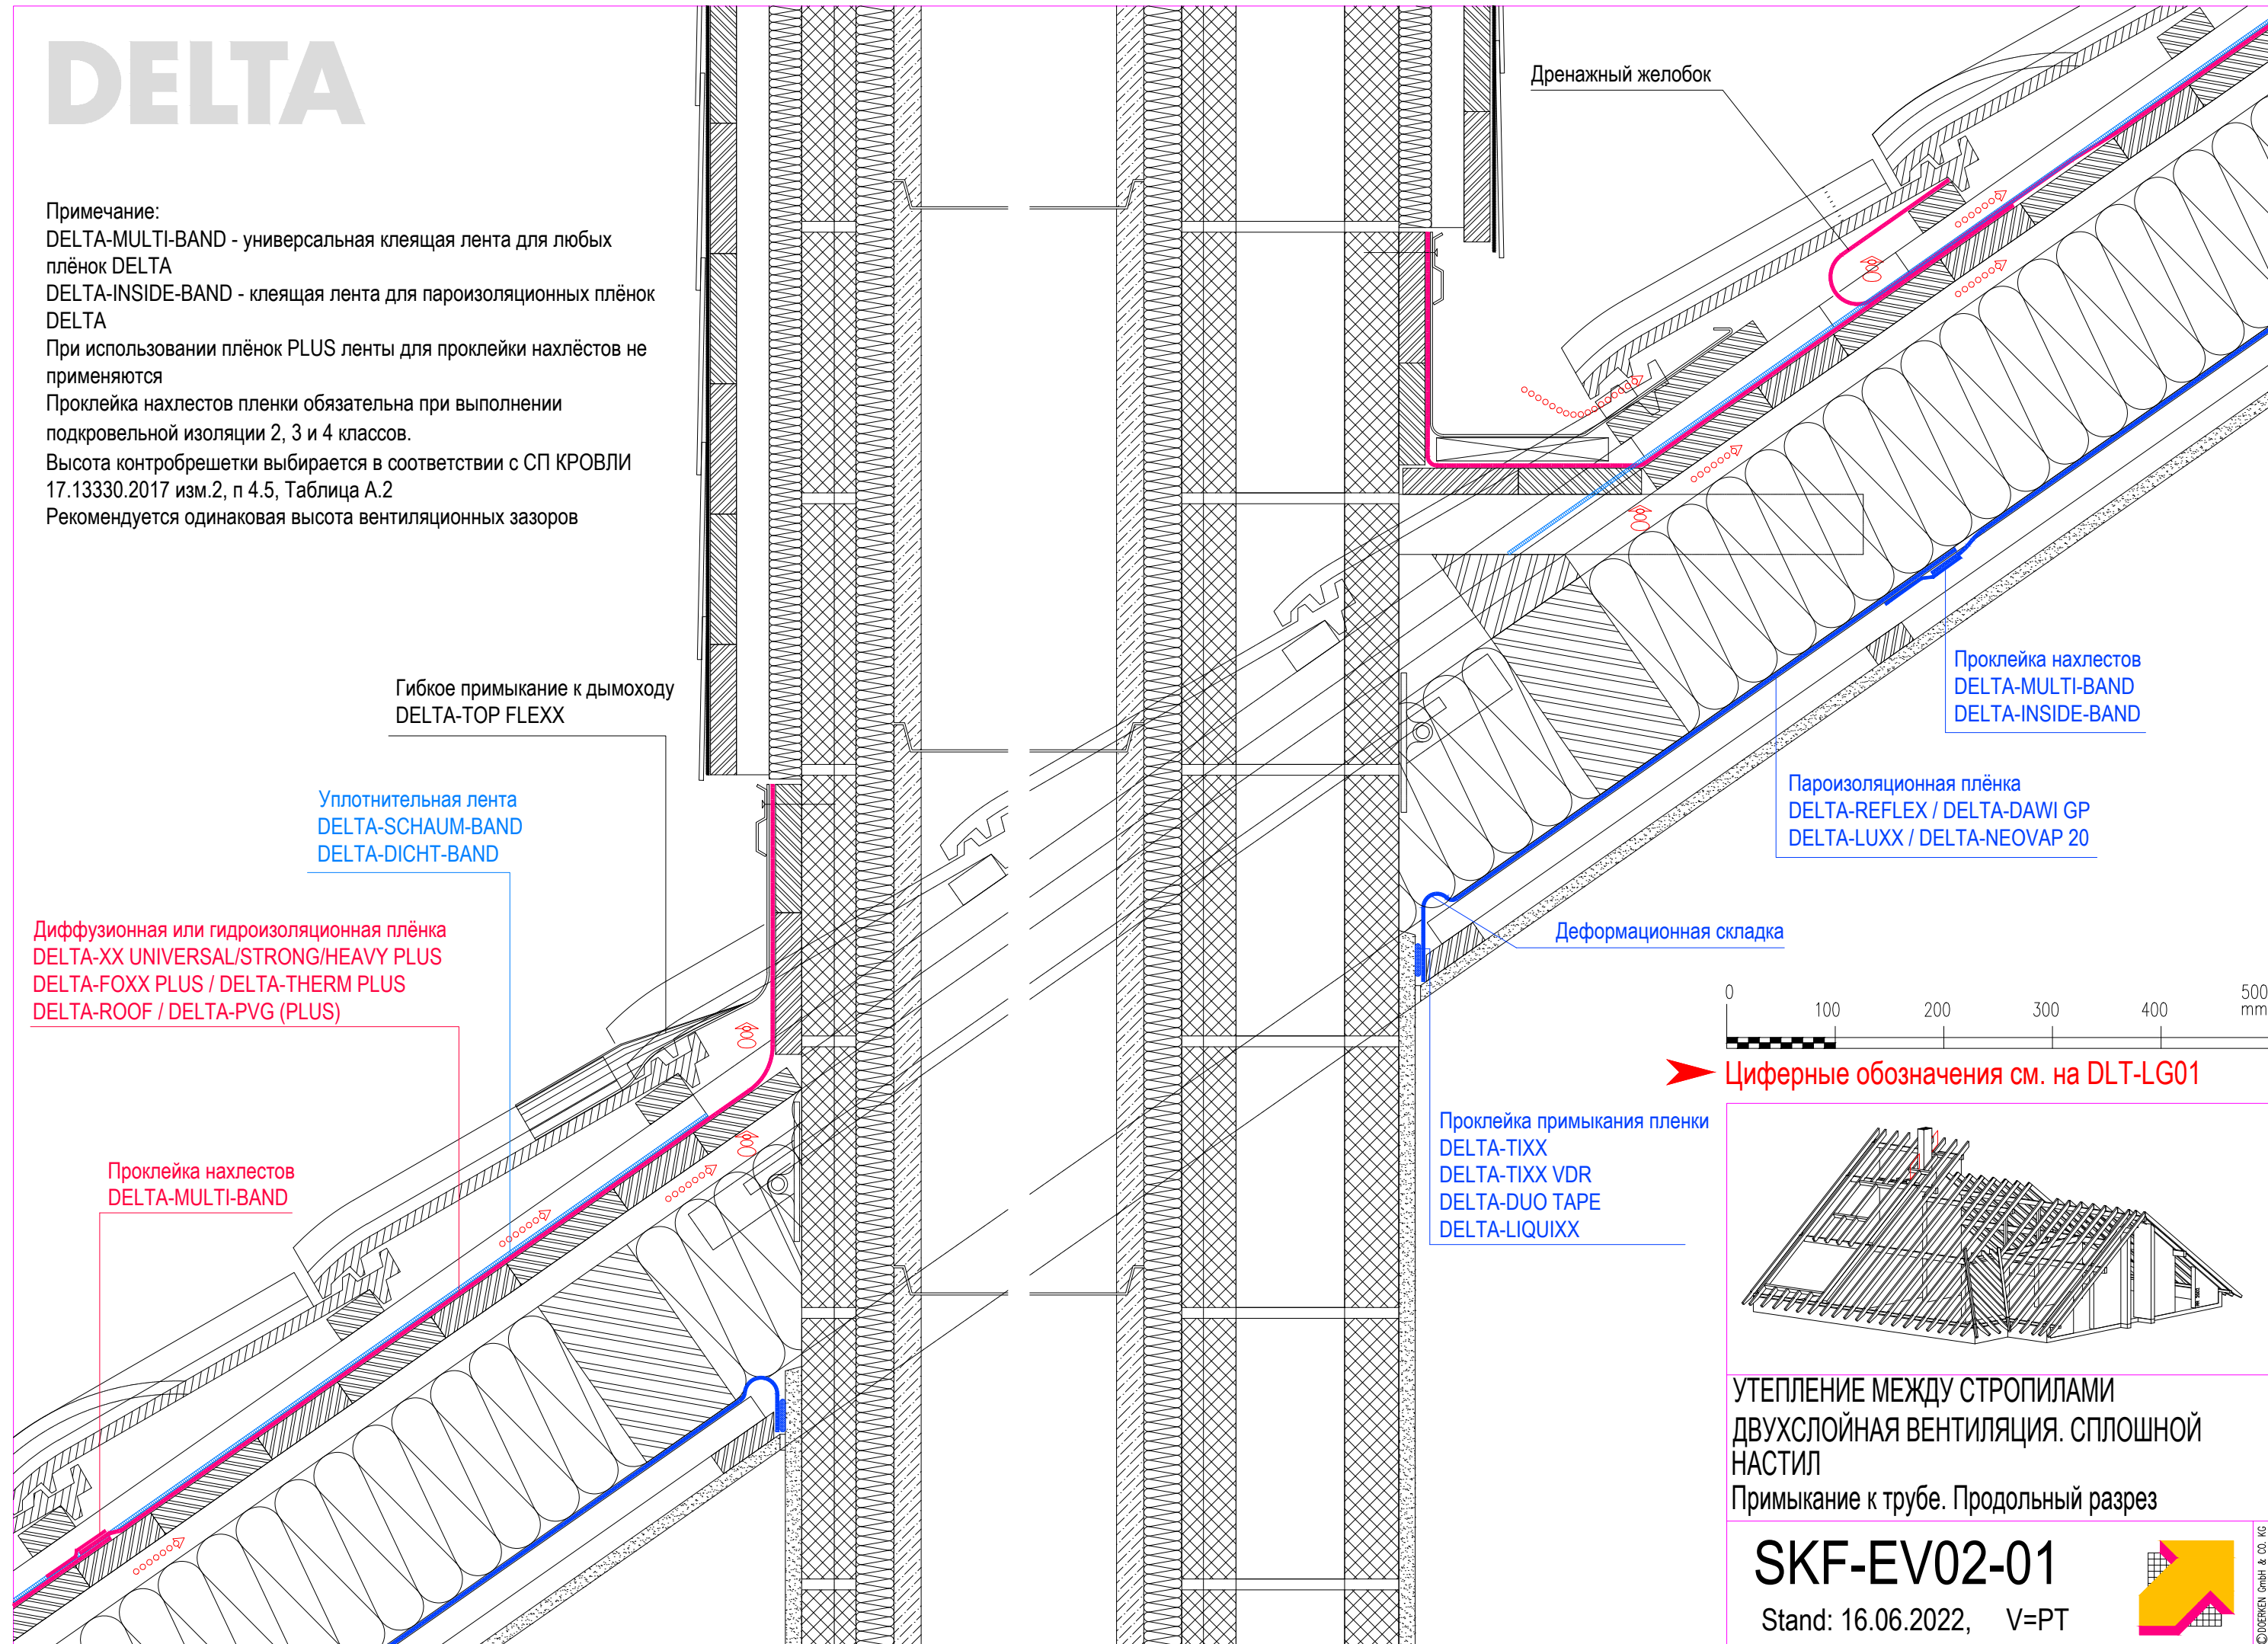 DELTA
Примечание:
DELTA-MULTI-BAND - универсальная клеящая лента для любых
плёнок DELTA
DELTA-INSIDE-BAND - клеящая лента для пароизоляционных плёнок
DELTA
При использовании плёнок PLUS ленты для проклейки нахлёстов не
применяются
Проклейка нахлестов пленки обязательна при выполнении
подкровельной изоляции 2, 3 и 4 классов.
Высота контробрешетки выбирается в соответствии с СП КРОВЛИ
17.13330.2017 изм.2, п 4.5, Таблица А.2
Рекомендуется одинаковая высота вентиляционных зазоров
Дренажный желобок
Гибкое примыкание к дымоходу
DELTA-TOP FLEXX
Уплотнительная лента
DELTA-SCHAUM-BAND
DELTA-DICHT-BAND
Диффузионная или гидроизоляционная плёнка
DELTA-XX UNIVERSAL/STRONG/HEAVY PLUS
DELTA-FOXX PLUS / DELTA-THERM PLUS
DELTA-ROOF / DELTA-PVG (PLUS)
Проклейка нахлестов
DELTA-MULTI-BAND
Проклейка нахлестов
DELTA-MULTI-BAND
DELTA-INSIDE-BAND
Пароизоляционная плёнка
DELTA-REFLEX / DELTA-DAWI GP
DELTA-LUXX / DELTA-NEOVAP 20
Деформационная складка
Проклейка примыкания пленки
DELTA-TIXX
DELTA-TIXX VDR
DELTA-DUO TAPE
DELTA-LIQUIXX
0 100 200 300 400 500
mm
Циферные обозначения см. на DLT-LG01
УТЕПЛЕНИЕ МЕЖДУ СТРОПИЛАМИ
ДВУХСЛОЙНАЯ ВЕНТИЛЯЦИЯ. СПЛОШНОЙ
НАСТИЛ
Примыкание к трубе. Продольный разрез
SKF-EV02-01
Stand: 16.06.2022, V=PT
©DOERKEN GmbH & CO. KG